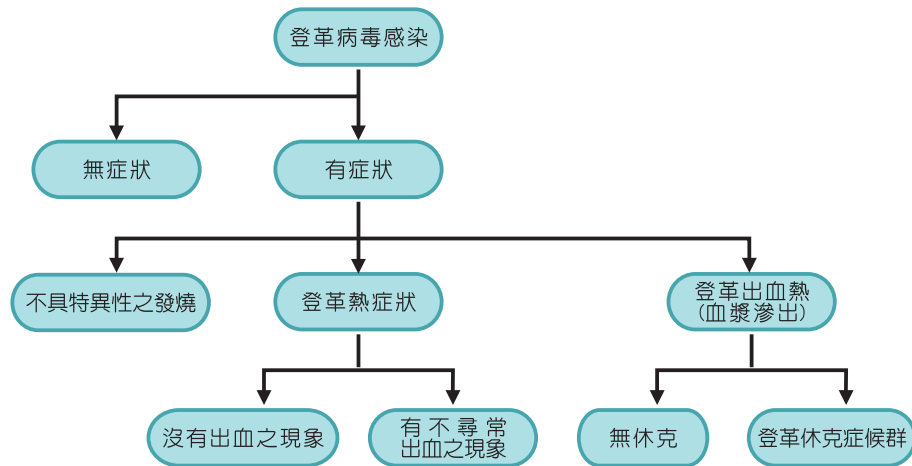 登革病毒感染
無症狀
有症狀
不具特異性之發燒
登革熱症狀
登革出血熱
(血漿滲出)
沒有出血之現象
有不尋常
出血之現象
無休克
登革休克症候群